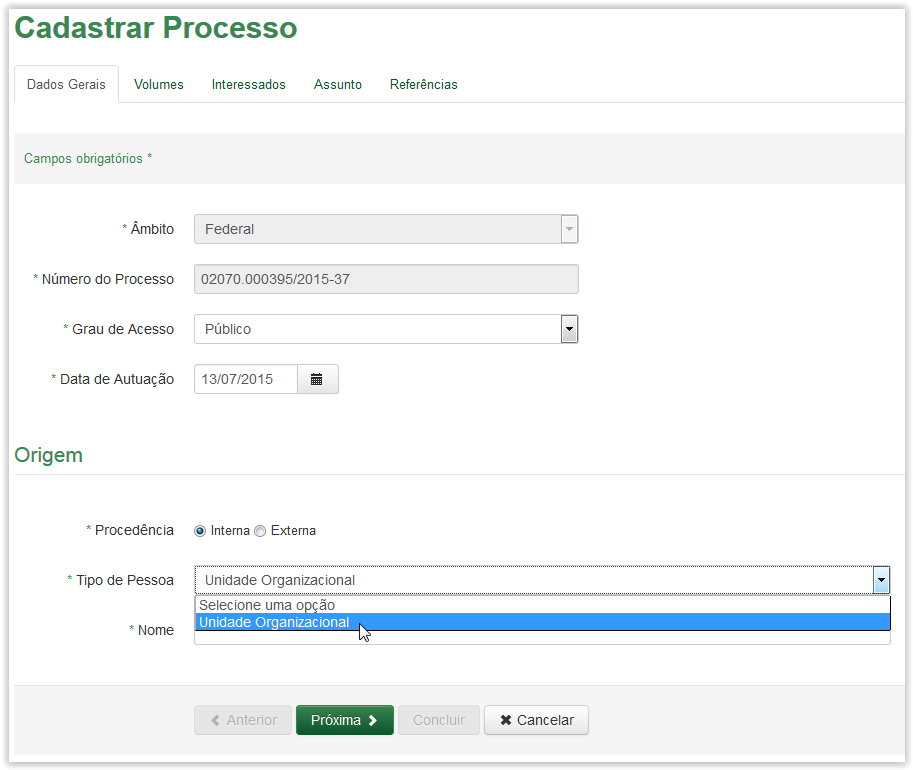 Cadastrar Processo
Dados Gerais Volumes Interessados Assunto Referências
Campos obrigatórios *
* Âmbito Federal
* Número do Processo 02070.000395/2015-37
* Grau de Acesso Público
* Data de Autuação 13/07/2015
Origem
* Procedência Interna Externa
* Tipo de Pessoa Unidade Organizacional
Selecione uma opção
Unidade Organizacional
* Nome
Anterior Próxima Concluir Cancelar